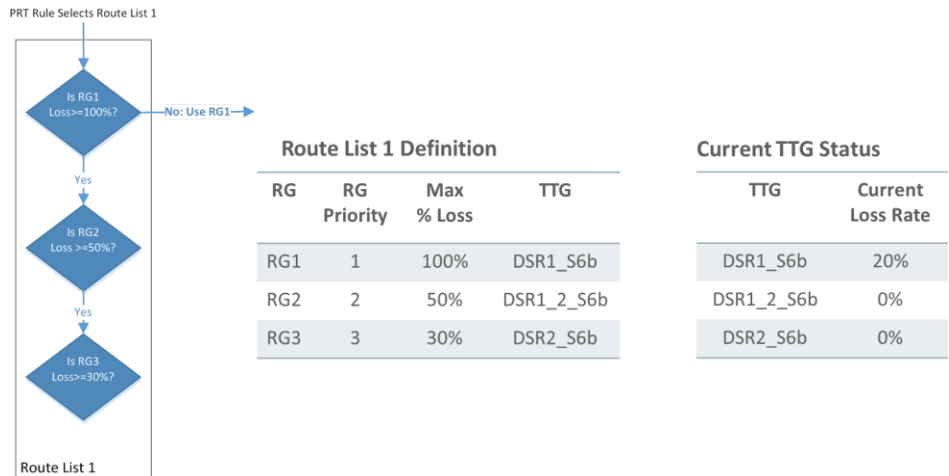 PRT Rule Selects Route List 1
Is RG1
Loss>=100%?
No: Use RG1
Yes
Is RG2
Loss >=50%?
Yes
Is RG3
Loss>=30%?
Route List 1
Route List 1 Definition
RG RG Priority Max % Loss TTG
RG1 1 100% DSR1_S6b
RG2 2 50% DSR1_2_S6b
RG3 3 30% DSR2_S6b
Current TTG Status
TTG Current Loss Rate
DSR1_S6b 20%
DSR1_2_S6b 0%
DSR2_S6b 0%